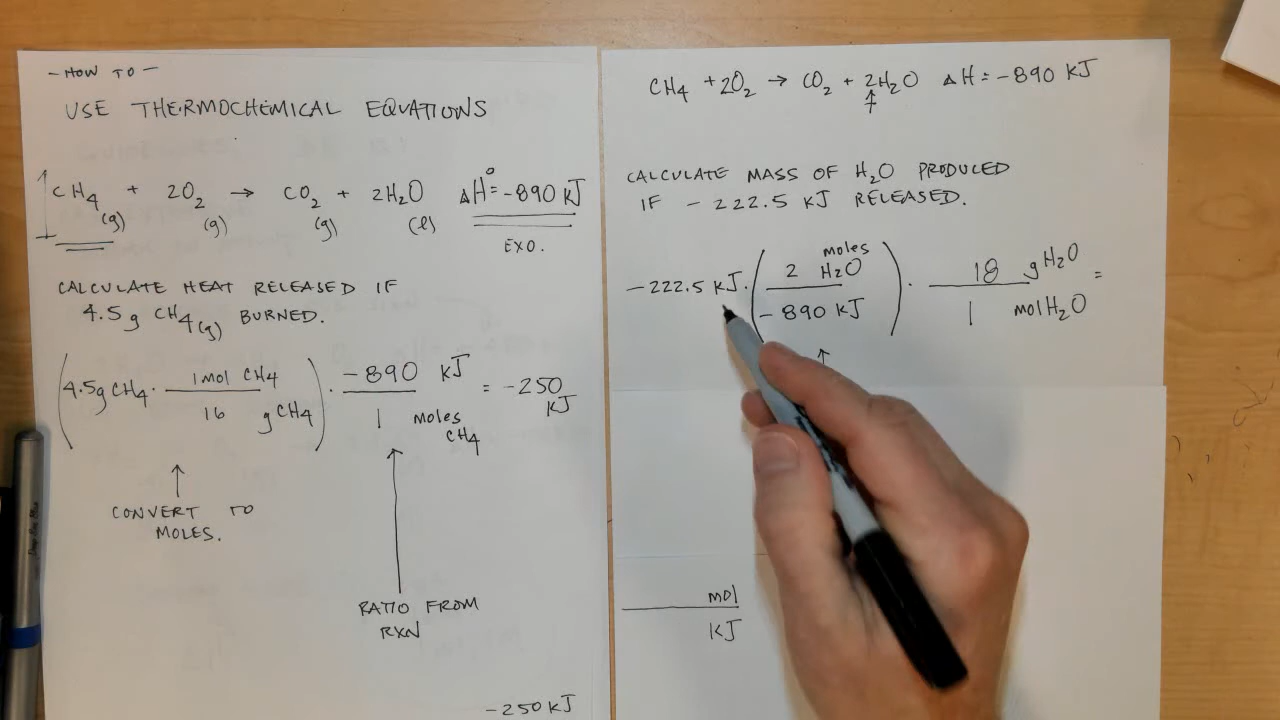 - HOW TO -
USE THERMOCHEMICAL EQUATIONS
CH₄(g) + 2O₂(g) → CO₂(g) + 2H₂O(l) ΔH°=-890 KJ
EXO.
CALCULATE HEAT RELEASED IF
4.5g CH₄(g) BURNED.
(4.5g CH₄ · 1 mol CH₄ / 16 g CH₄) · -890 KJ / 1 moles CH₄ = -250 KJ
↑ ↑
CONVERT TO
MOLES.
RATIO FROM
RXN
-250 KJ
CH₄ + 2O₂ → CO₂ + 2H₂O ΔH = -890 KJ
↑
CALCULATE MASS OF H₂O PRODUCED
IF -222.5 KJ RELEASED.
-222.5 KJ · (2 moles H₂O / -890 KJ) · 18 g H₂O / 1 mol H₂O =
↑
mol
KJ